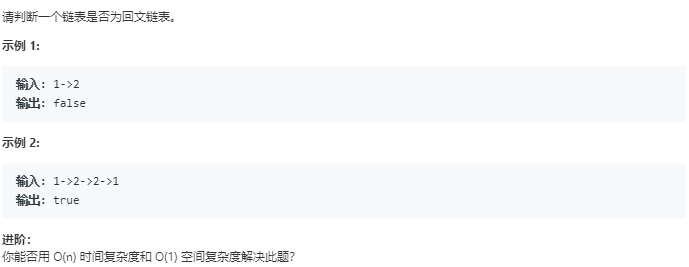 请判断一个链表是否为回文链表。
示例 1:
输入: 1->2
输出: false
示例 2:
输入: 1->2->2->1
输出: true
进阶：
你能否用 O(n) 时间复杂度和 O(1) 空间复杂度解决此题？